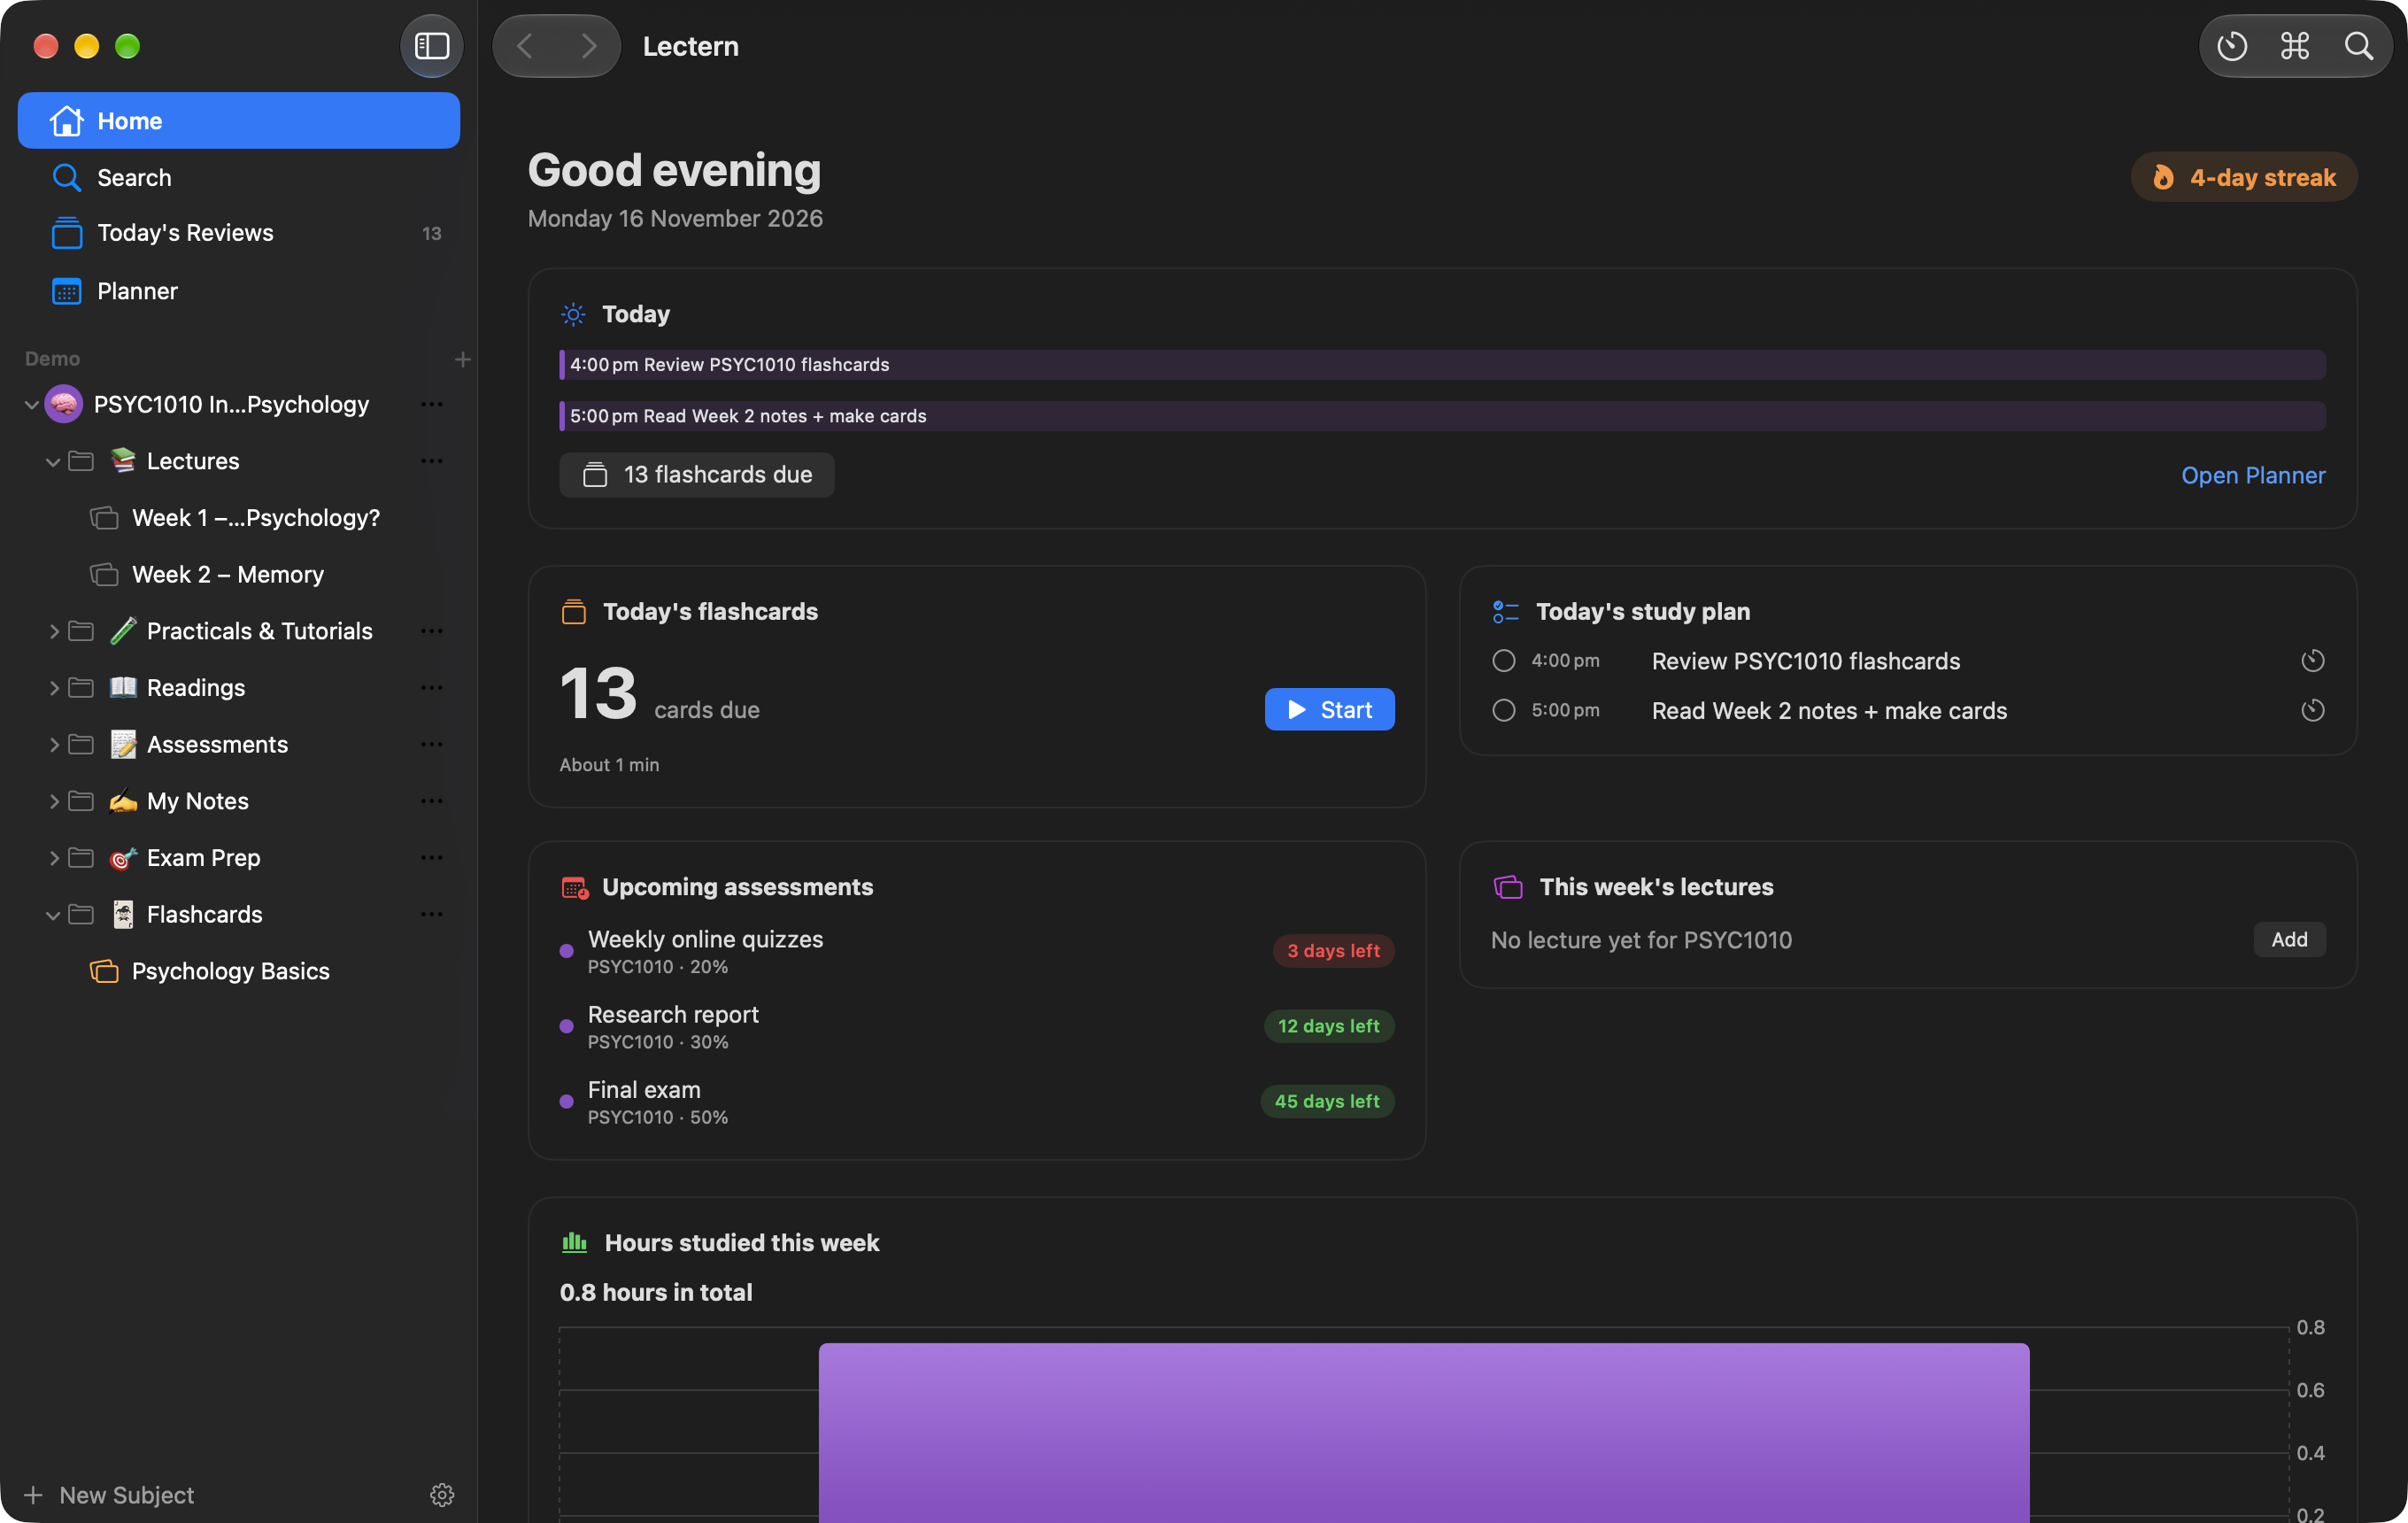 Lectern
Home
Search
Today's Reviews 13
Planner
Demo
PSYC1010 In...Psychology
Lectures
Week 1 –...Psychology?
Week 2 – Memory
Practicals & Tutorials
Readings
Assessments
My Notes
Exam Prep
Flashcards
Psychology Basics
New Subject
Good evening
Monday 16 November 2026
4-day streak
Today
4:00 pm Review PSYC1010 flashcards
5:00 pm Read Week 2 notes + make cards
13 flashcards due
Open Planner
Today's flashcards
13 cards due
Start
About 1 min
Today's study plan
4:00 pm Review PSYC1010 flashcards
5:00 pm Read Week 2 notes + make cards
Upcoming assessments
Weekly online quizzes
PSYC1010 · 20%
3 days left
Research report
PSYC1010 · 30%
12 days left
Final exam
PSYC1010 · 50%
45 days left
This week's lectures
No lecture yet for PSYC1010
Add
Hours studied this week
0.8 hours in total
0.8
0.6
0.4
0.2